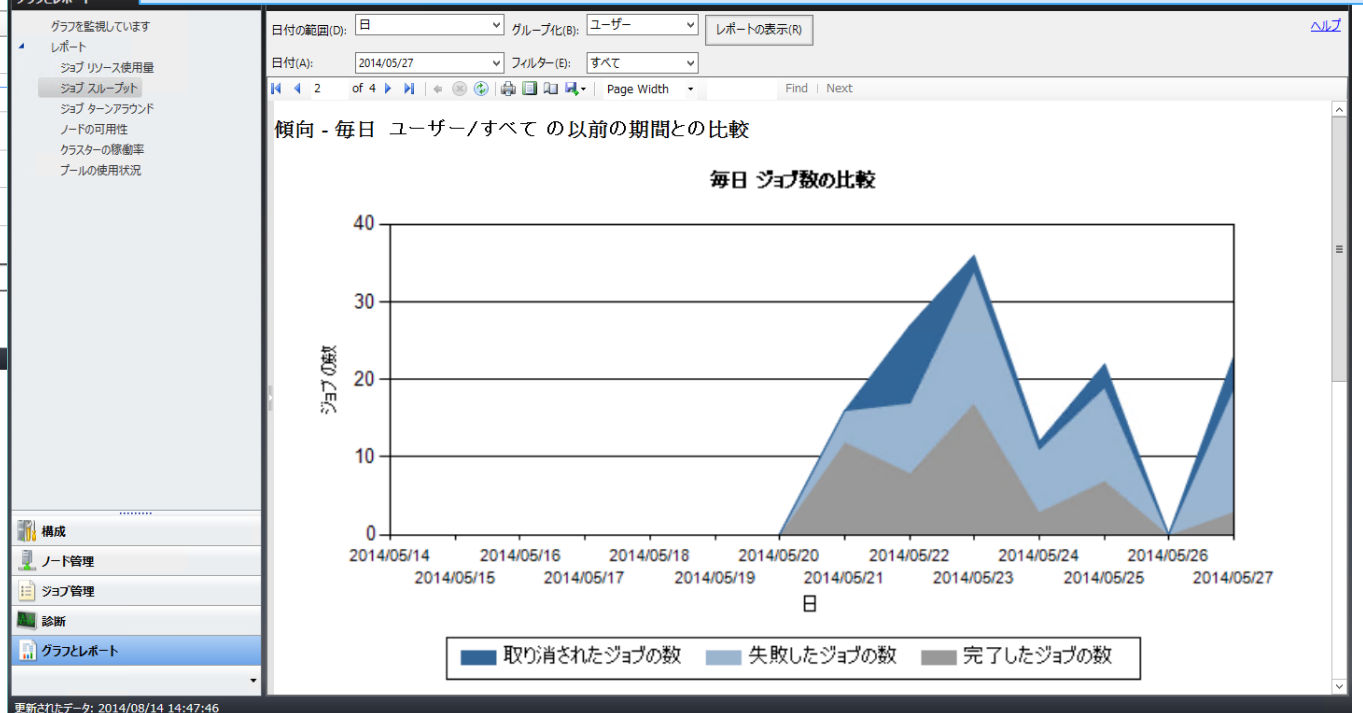 グラフを監視しています
レポート
ジョブ リソース使用量
ジョブ スループット
ジョブ ターンアラウンド
ノードの可用性
クラスターの稼働率
プールの使用状況
構成
ノード管理
ジョブ管理
診断
グラフとレポート
日付の範囲(D): 日 グループ化(B): ユーザー レポートの表示(R) ヘルプ
日付(A): 2014/05/27 フィルター(E): すべて
2 of 4 Page Width Find | Next
傾向 - 毎日 ユーザー/すべて の以前の期間との比較
毎日 ジョブ数の比較
ジョブ の数
40
30
20
10
0
2014/05/14 2014/05/16 2014/05/18 2014/05/20 2014/05/22 2014/05/24 2014/05/26
2014/05/15 2014/05/17 2014/05/19 2014/05/21 2014/05/23 2014/05/25 2014/05/27
日
取り消されたジョブの数 失敗したジョブの数 完了したジョブの数
更新されたデータ: 2014/08/14 14:47:46